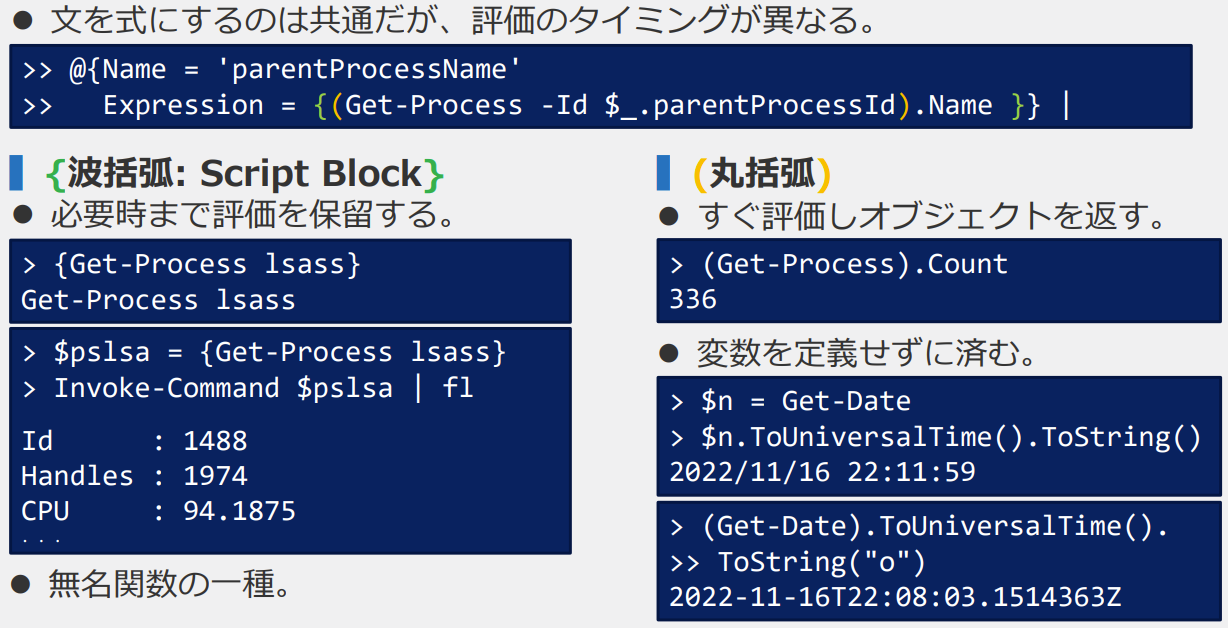 ● 文を式にするのは共通だが、評価のタイミングが異なる。
>> @{Name = 'parentProcessName'
>>   Expression = {(Get-Process -Id $_.parentProcessId).Name }} |
{波括弧: Script Block}
● 必要時まで評価を保留する。
> {Get-Process lsass}
Get-Process lsass
> $pslsa = {Get-Process lsass}
> Invoke-Command $pslsa | fl
Id      : 1488
Handles : 1974
CPU     : 94.1875
...
● 無名関数の一種。
(丸括弧)
● すぐ評価しオブジェクトを返す。
> (Get-Process).Count
336
● 変数を定義せずに済む。
> $n = Get-Date
> $n.ToUniversalTime().ToString()
2022/11/16 22:11:59
> (Get-Date).ToUniversalTime().
>> ToString("o")
2022-11-16T22:08:03.1514363Z